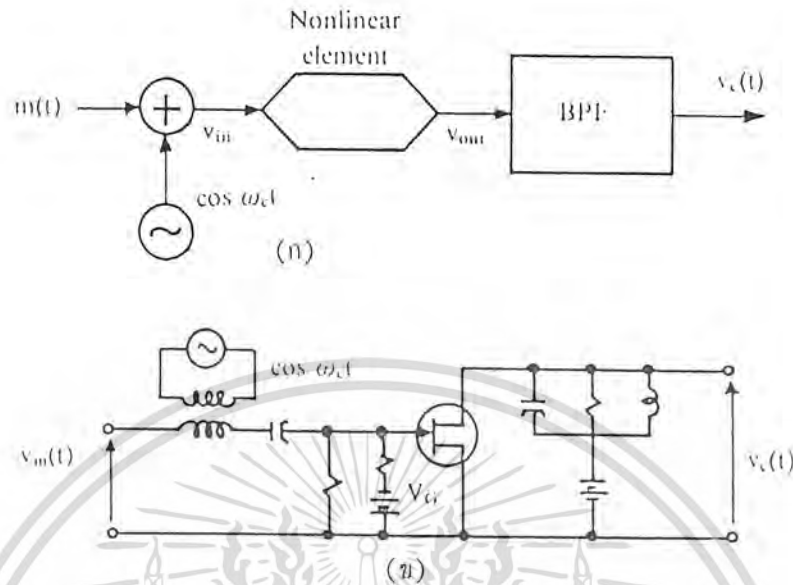 Nonlinear
element
m(t)
+
v_in
v_out
BPF
v_c(t)
cos ω_c t
(ก)
cos ω_c t
v_m(t)
V_G
v_c(t)
(ข)